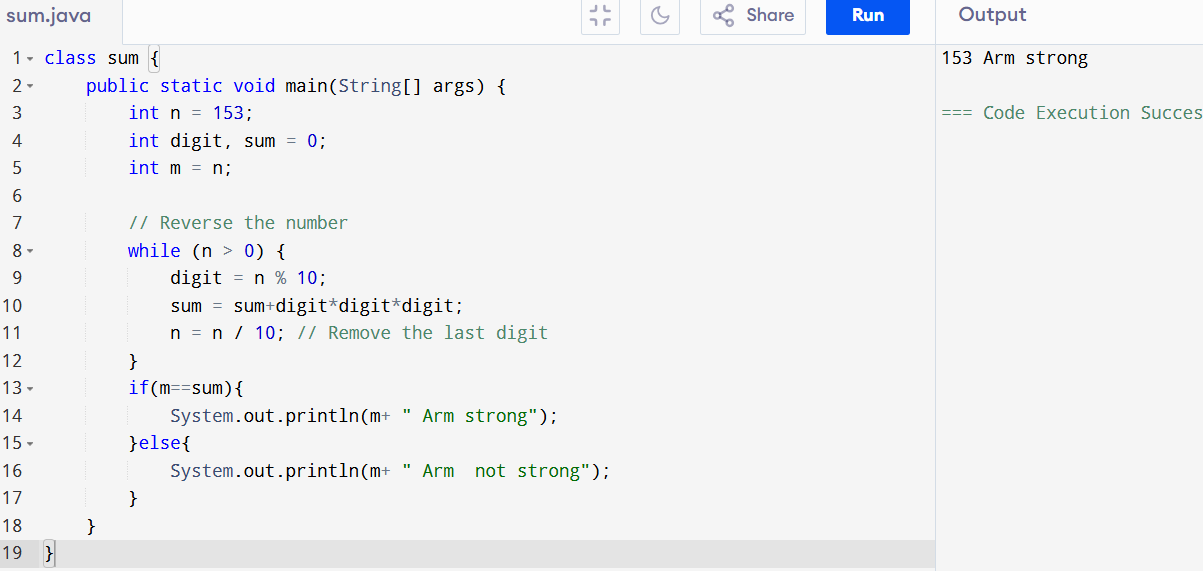 sum.java
Share
Run
Output
1 class sum {
2     public static void main(String[] args) {
3         int n = 153;
4         int digit, sum = 0;
5         int m = n;
6
7         // Reverse the number
8         while (n > 0) {
9             digit = n % 10;
10             sum = sum+digit*digit*digit;
11             n = n / 10; // Remove the last digit
12         }
13         if(m==sum){
14             System.out.println(m+ " Arm strong");
15         }else{
16             System.out.println(m+ " Arm  not strong");
17         }
18     }
19 }
153 Arm strong
=== Code Execution Succes